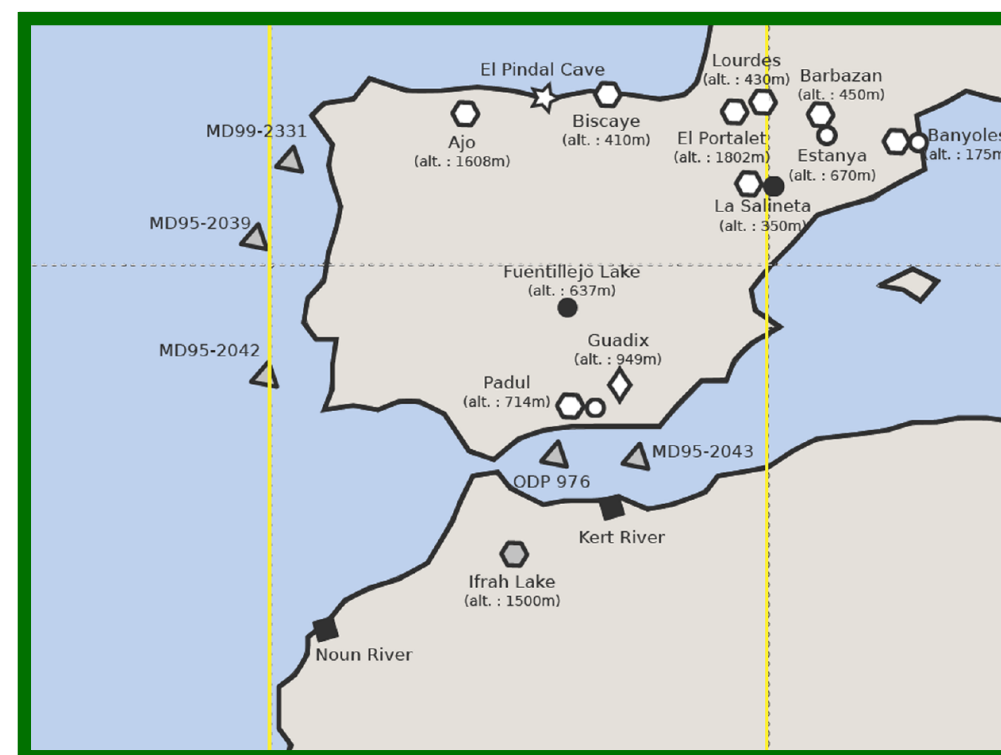 Lourdes
(alt. : 430m)
El Pindal Cave
Barbazan
(alt. : 450m)
Biscaye
(alt. : 410m)
MD99-2331
Ajo
(alt. : 1608m)
El Portalet
(alt. : 1802m)
Banyoles
(alt. : 175m
Estanya
(alt. : 670m)
La Salineta
(alt. : 350m)
MD95-2039
Fuentillejo Lake
(alt. : 637m)
MD95-2042
Guadix
(alt. : 949m)
Padul
(alt. : 714m)
MD95-2043
ODP 976
Kert River
Ifrah Lake
(alt. : 1500m)
Noun River